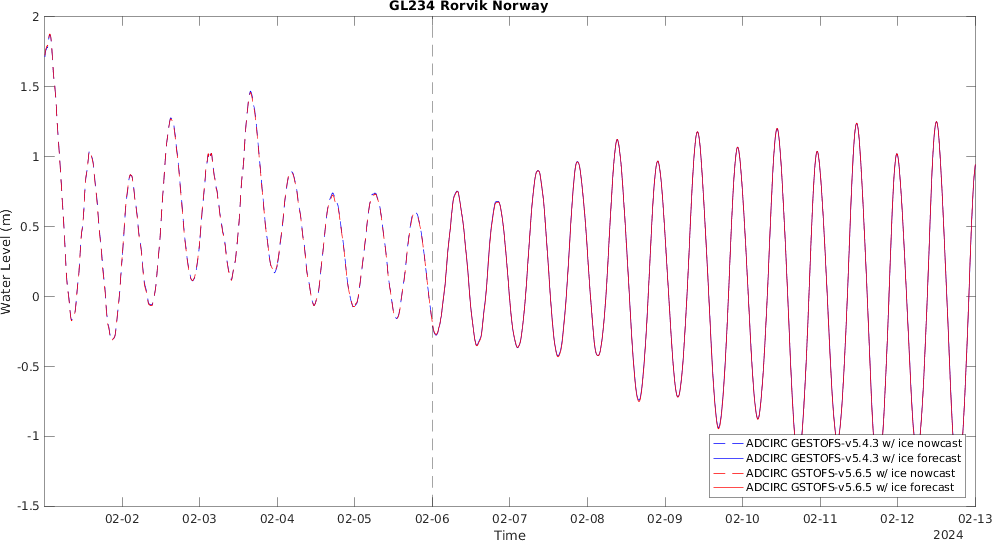 GL234 Rorvik Norway
2
1.5
1
0.5
0
-0.5
-1
-1.5
Water Level (m)
ADCIRC GESTOFS-v5.4.3 w/ ice nowcast
ADCIRC GESTOFS-v5.4.3 w/ ice forecast
ADCIRC GSTOFS-v5.6.5 w/ ice nowcast
ADCIRC GSTOFS-v5.6.5 w/ ice forecast
02-02 02-03 02-04 02-05 02-06 02-07 02-08 02-09 02-10 02-11 02-12 02-13
Time
2024